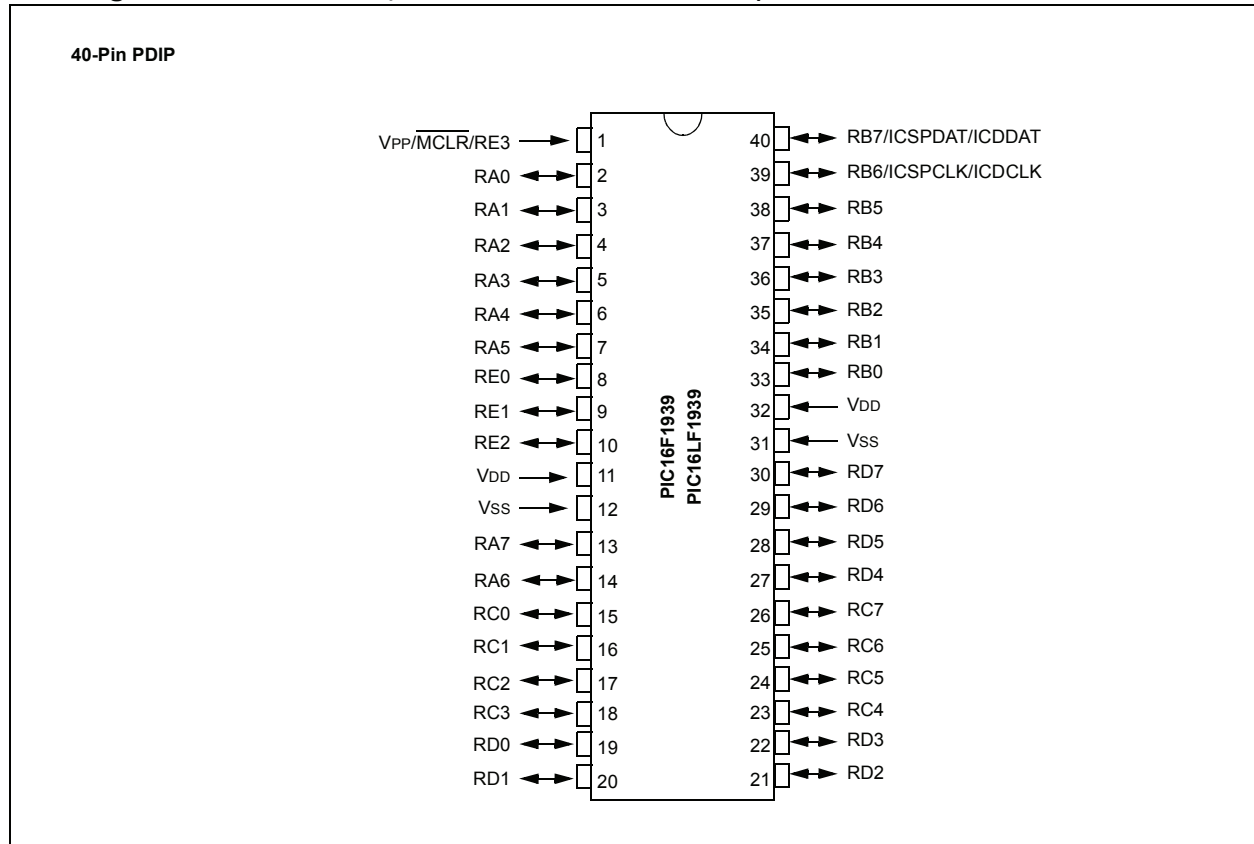 40-Pin PDIP
VPP/MCLR/RE3 1 40 RB7/ICSPDAT/ICDDAT
RA0 2 39 RB6/ICSPCLK/ICDCLK
RA1 3 38 RB5
RA2 4 37 RB4
RA3 5 36 RB3
RA4 6 35 RB2
RA5 7 34 RB1
RE0 8 33 RB0
RE1 9 32 VDD
RE2 10 31 VSS
VDD 11 30 RD7
VSS 12 29 RD6
RA7 13 28 RD5
RA6 14 27 RD4
RC0 15 26 RC7
RC1 16 25 RC6
RC2 17 24 RC5
RC3 18 23 RC4
RD0 19 22 RD3
RD1 20 21 RD2
PIC16F1939
PIC16LF1939